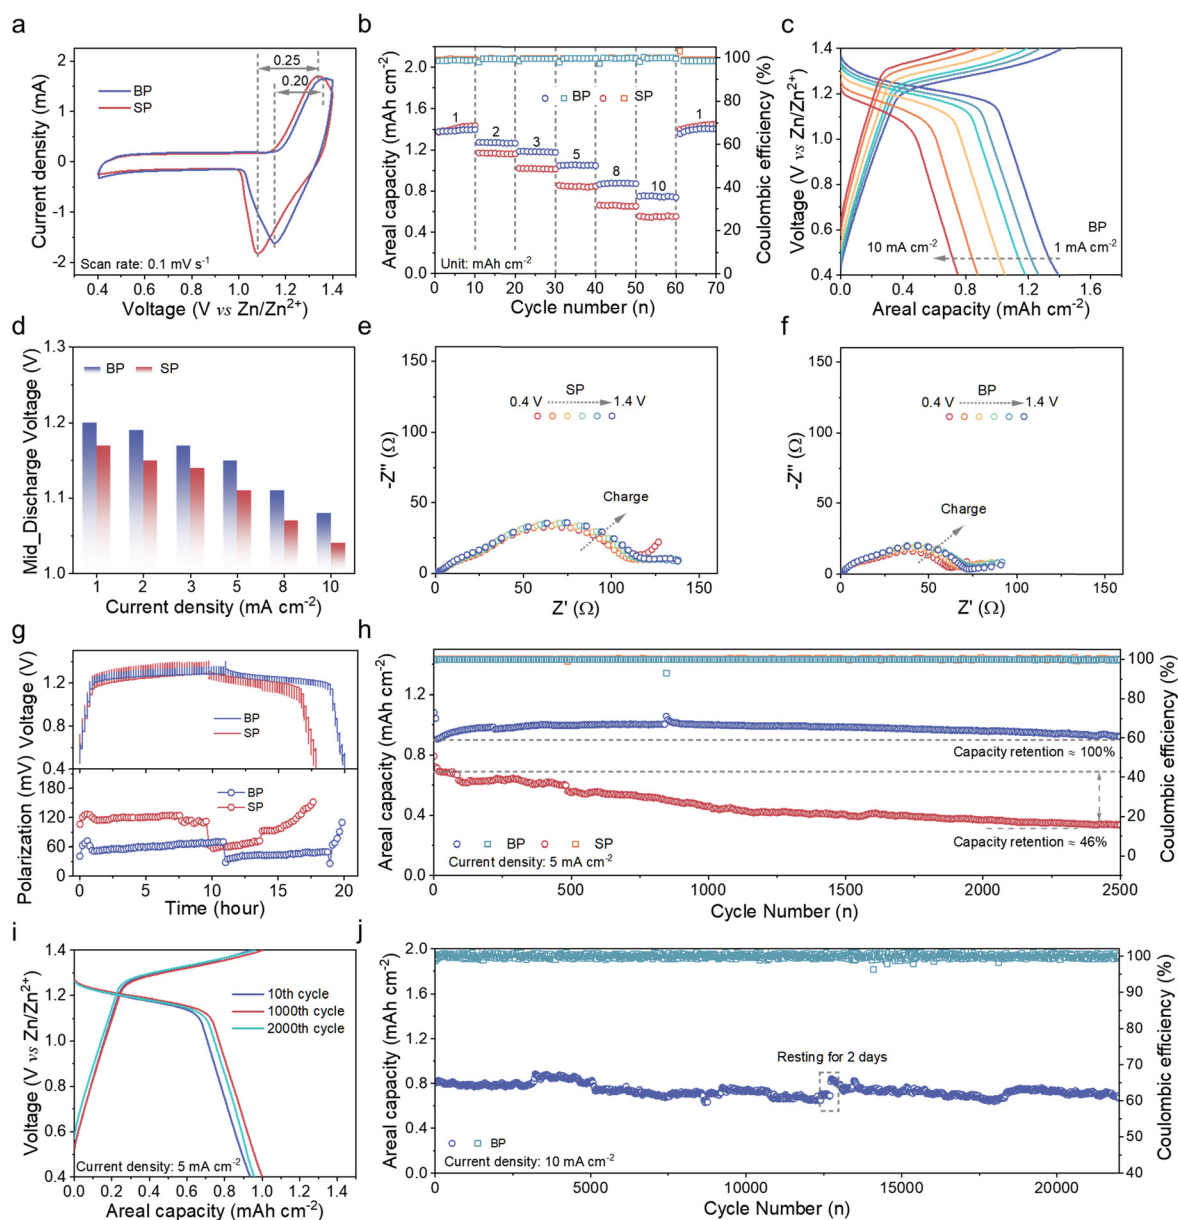 a
BP
SP
0.25
0.20
Scan rate: 0.1 mV s⁻¹
Current density (mA)
2
1
0
-1
-2
0.4 0.6 0.8 1.0 1.2 1.4
Voltage (V vs Zn/Zn²⁺)
b
BP SP
1 2 3 5 8 10 1
Unit: mAh cm⁻²
Areal capacity (mAh cm⁻²)
2.0
1.6
1.2
0.8
0.4
0.0
Coulombic efficiency (%)
100
90
80
70
60
50
40
30
20
10
0
0 10 20 30 40 50 60 70
Cycle number (n)
c
BP
10 mA cm⁻² 1 mA cm⁻²
Voltage (V vs Zn/Zn²⁺)
1.4
1.2
1.0
0.8
0.6
0.4
0.0 0.4 0.8 1.2 1.6
Areal capacity (mAh cm⁻²)
d
BP SP
Mid_Discharge Voltage (V)
1.3
1.2
1.1
1.0
1 2 3 5 8 10
Current density (mA cm⁻²)
e
SP
0.4 V 1.4 V
Charge
-Z'' (Ω)
150
100
50
0
0 50 100 150
Z' (Ω)
f
BP
0.4 V 1.4 V
Charge
-Z'' (Ω)
150
100
50
0
0 50 100 150
Z' (Ω)
g
BP
SP
Polarization (mV) Voltage (V)
1.2
0.8
0.4
BP
SP
180
120
60
0
0 5 10 15 20
Time (hour)
h
Capacity retention ≈ 100%
Capacity retention ≈ 46%
BP SP
Current density: 5 mA cm⁻²
Areal capacity (mAh cm⁻²)
1.2
0.8
0.4
0.0
Coulombic efficiency (%)
100
80
60
40
20
0
0 500 1000 1500 2000 2500
Cycle Number (n)
i
10th cycle
1000th cycle
2000th cycle
Current density: 5 mA cm⁻²
Voltage (V vs Zn/Zn²⁺)
1.4
1.2
1.0
0.8
0.6
0.4
0.0 0.2 0.4 0.6 0.8 1.0 1.2 1.4
Areal capacity (mAh cm⁻²)
j
Resting for 2 days
BP
Current density: 10 mA cm⁻²
Areal capacity (mAh cm⁻²)
2.0
1.6
1.2
0.8
0.4
0.0
Coulombic efficiency (%)
100
90
80
70
60
50
40
0 5000 10000 15000 20000
Cycle Number (n)